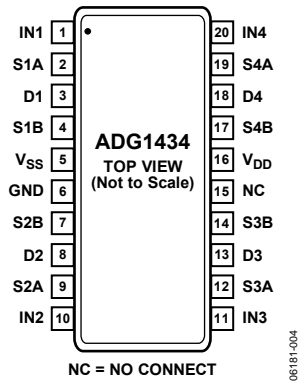 IN1 1 20 IN4
S1A 2 19 S4A
D1 3 18 D4
S1B 4 17 S4B
VSS 5 16 VDD
GND 6 15 NC
S2B 7 14 S3B
D2 8 13 D3
S2A 9 12 S3A
IN2 10 11 IN3
ADG1434
TOP VIEW
(Not to Scale)
NC = NO CONNECT
06181-004